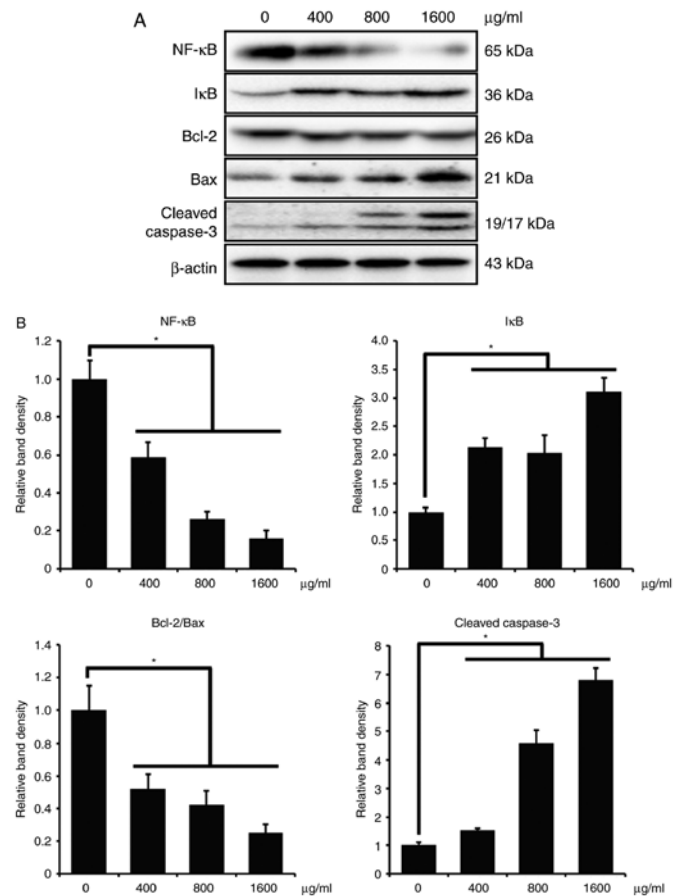 A
0 400 800 1600 μg/ml
NF-κB 65 kDa
IκB 36 kDa
Bcl-2 26 kDa
Bax 21 kDa
Cleaved
caspase-3 19/17 kDa
β-actin 43 kDa
B
NF-κB
*
Relative band density
1.2
1.0
0.8
0.6
0.4
0.2
0
0 400 800 1600 μg/ml
IκB
*
Relative band density
4.0
3.5
3.0
2.5
2.0
1.5
1.0
0.5
0.0
0 400 800 1600 μg/ml
Bcl-2/Bax
*
Relative band density
1.4
1.2
1.0
0.8
0.6
0.4
0.2
0
0 400 800 1600 μg/ml
Cleaved caspase-3
*
Relative band density
8
7
6
5
4
3
2
1
0
0 400 800 1600 μg/ml